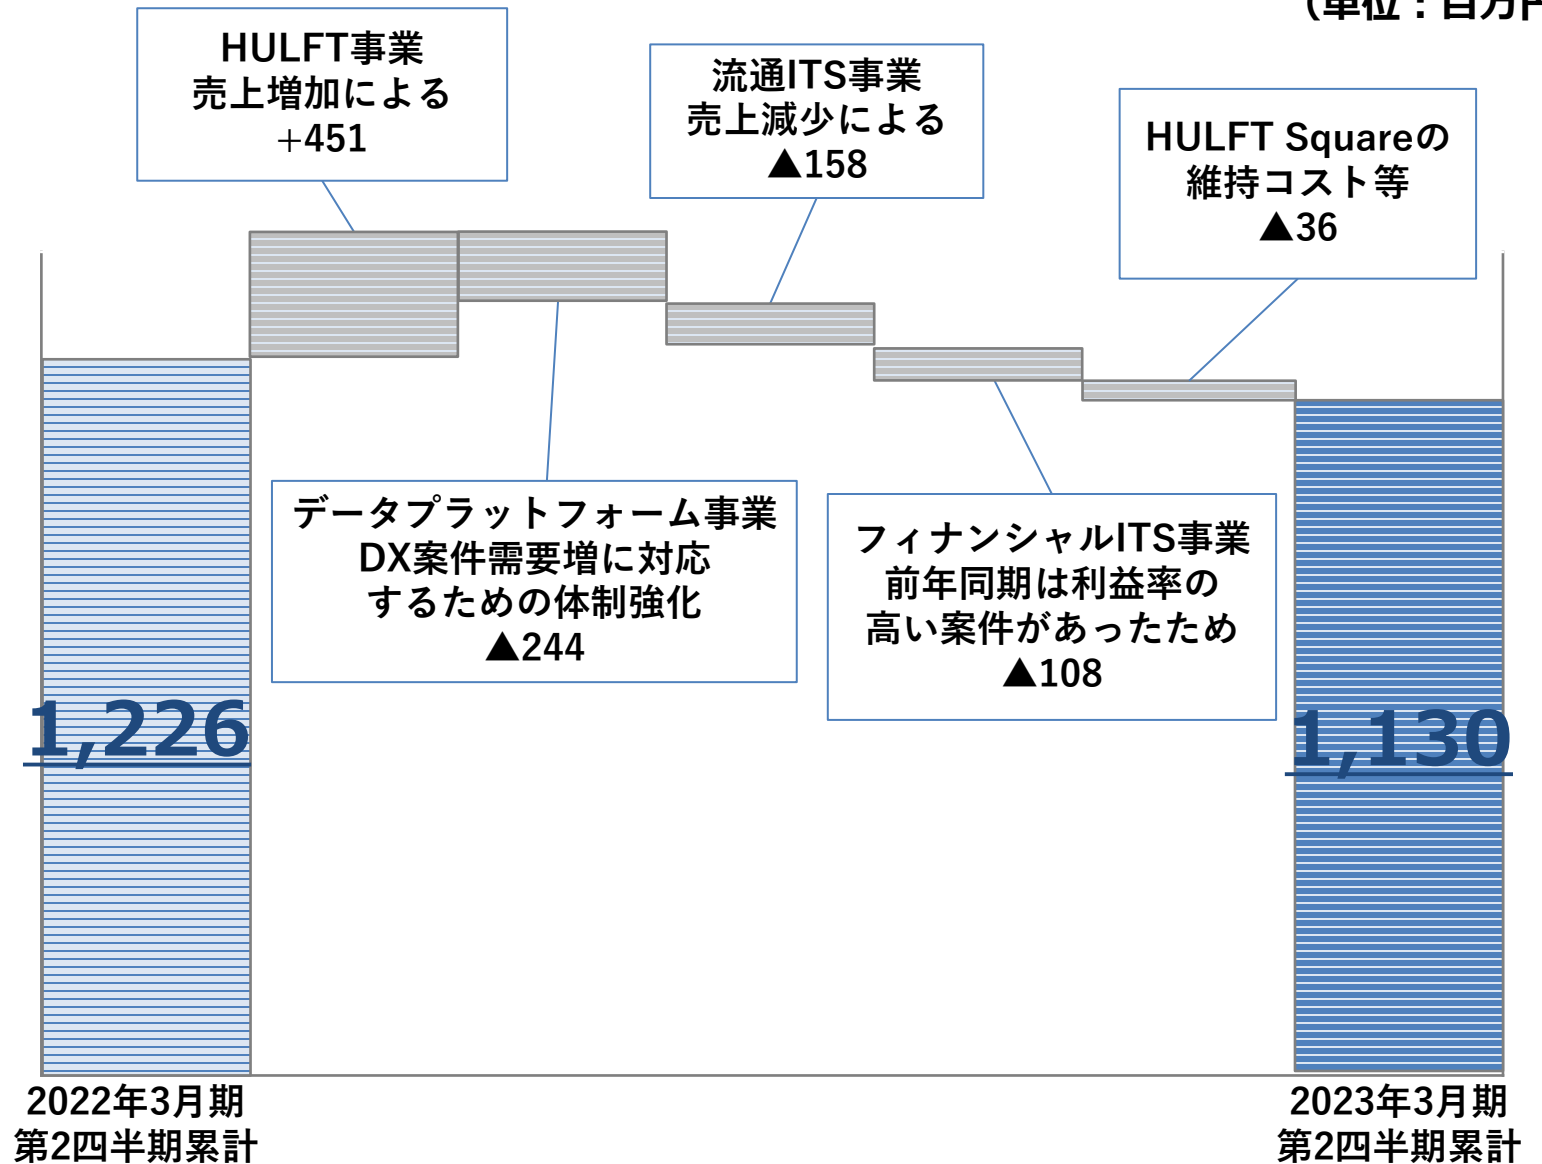 (単位：百万円
HULFT事業
売上増加による
+451
流通ITS事業
売上減少による
▲158
HULFT Squareの
維持コスト等
▲36
データプラットフォーム事業
DX案件需要増に対応
するための体制強化
▲244
フィナンシャルITS事業
前年同期は利益率の
高い案件があったため
▲108
1,226
1,130
2022年3月期
第2四半期累計
2023年3月期
第2四半期累計